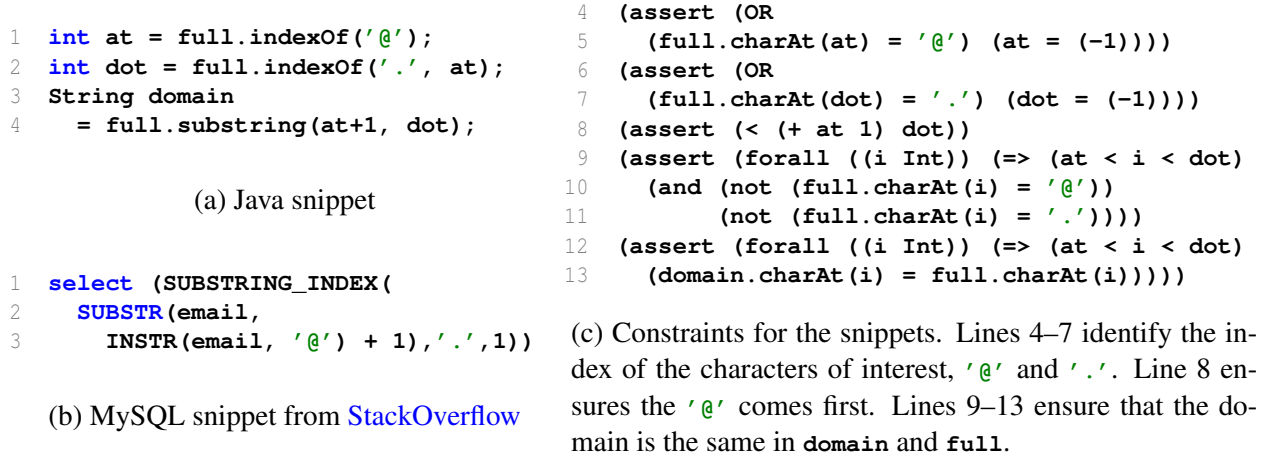 1 int at = full.indexOf('@');
2 int dot = full.indexOf('.', at);
3 String domain
4   = full.substring(at+1, dot);
(a) Java snippet
1 select (SUBSTRING_INDEX(
2   SUBSTR(email,
3     INSTR(email, '@') + 1),'.',1))
(b) MySQL snippet from StackOverflow
4 (assert (OR
5   (full.charAt(at) = '@') (at = (-1))))
6 (assert (OR
7   (full.charAt(dot) = '.') (dot = (-1))))
8 (assert (< (+ at 1) dot))
9 (assert (forall ((i Int)) (=> (at < i < dot)
10   (and (not (full.charAt(i) = '@'))
11        (not (full.charAt(i) = '.'))))
12 (assert (forall ((i Int)) (=> (at < i < dot)
13   (domain.charAt(i) = full.charAt(i)))))
(c) Constraints for the snippets. Lines 4–7 identify the in-
dex of the characters of interest, '@' and '.'. Line 8 en-
sures the '@' comes first. Lines 9–13 ensure that the do-
main is the same in domain and full.